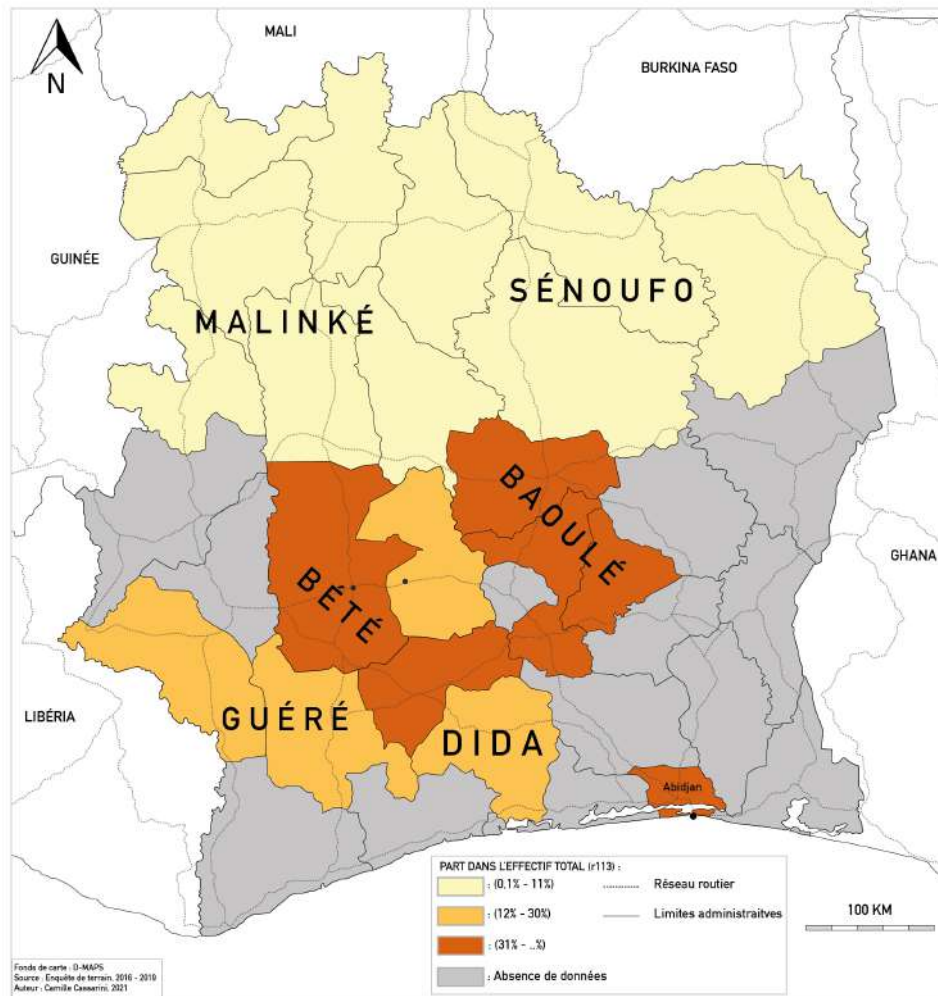 MALI
BURKINA FASO
N
GUINÉE
SÉNOUFO
MALINKÉ
BAOULÉ
GHANA
BÉTÉ
LIBÉRIA
GUÉRÉ
DIDA
Abidjan
PART DANS L'EFFECTIF TOTAL (r113) :
: (0,1% - 11%)
Réseau routier
: (12% - 30%)
Limites administraitves
: (31% - ..%)
: Absence de données
100 KM
Fonds de carte : D-MAPS
Source : Enquête de terrain, 2016 - 2019
Auteur : Camille Cassarini, 2021